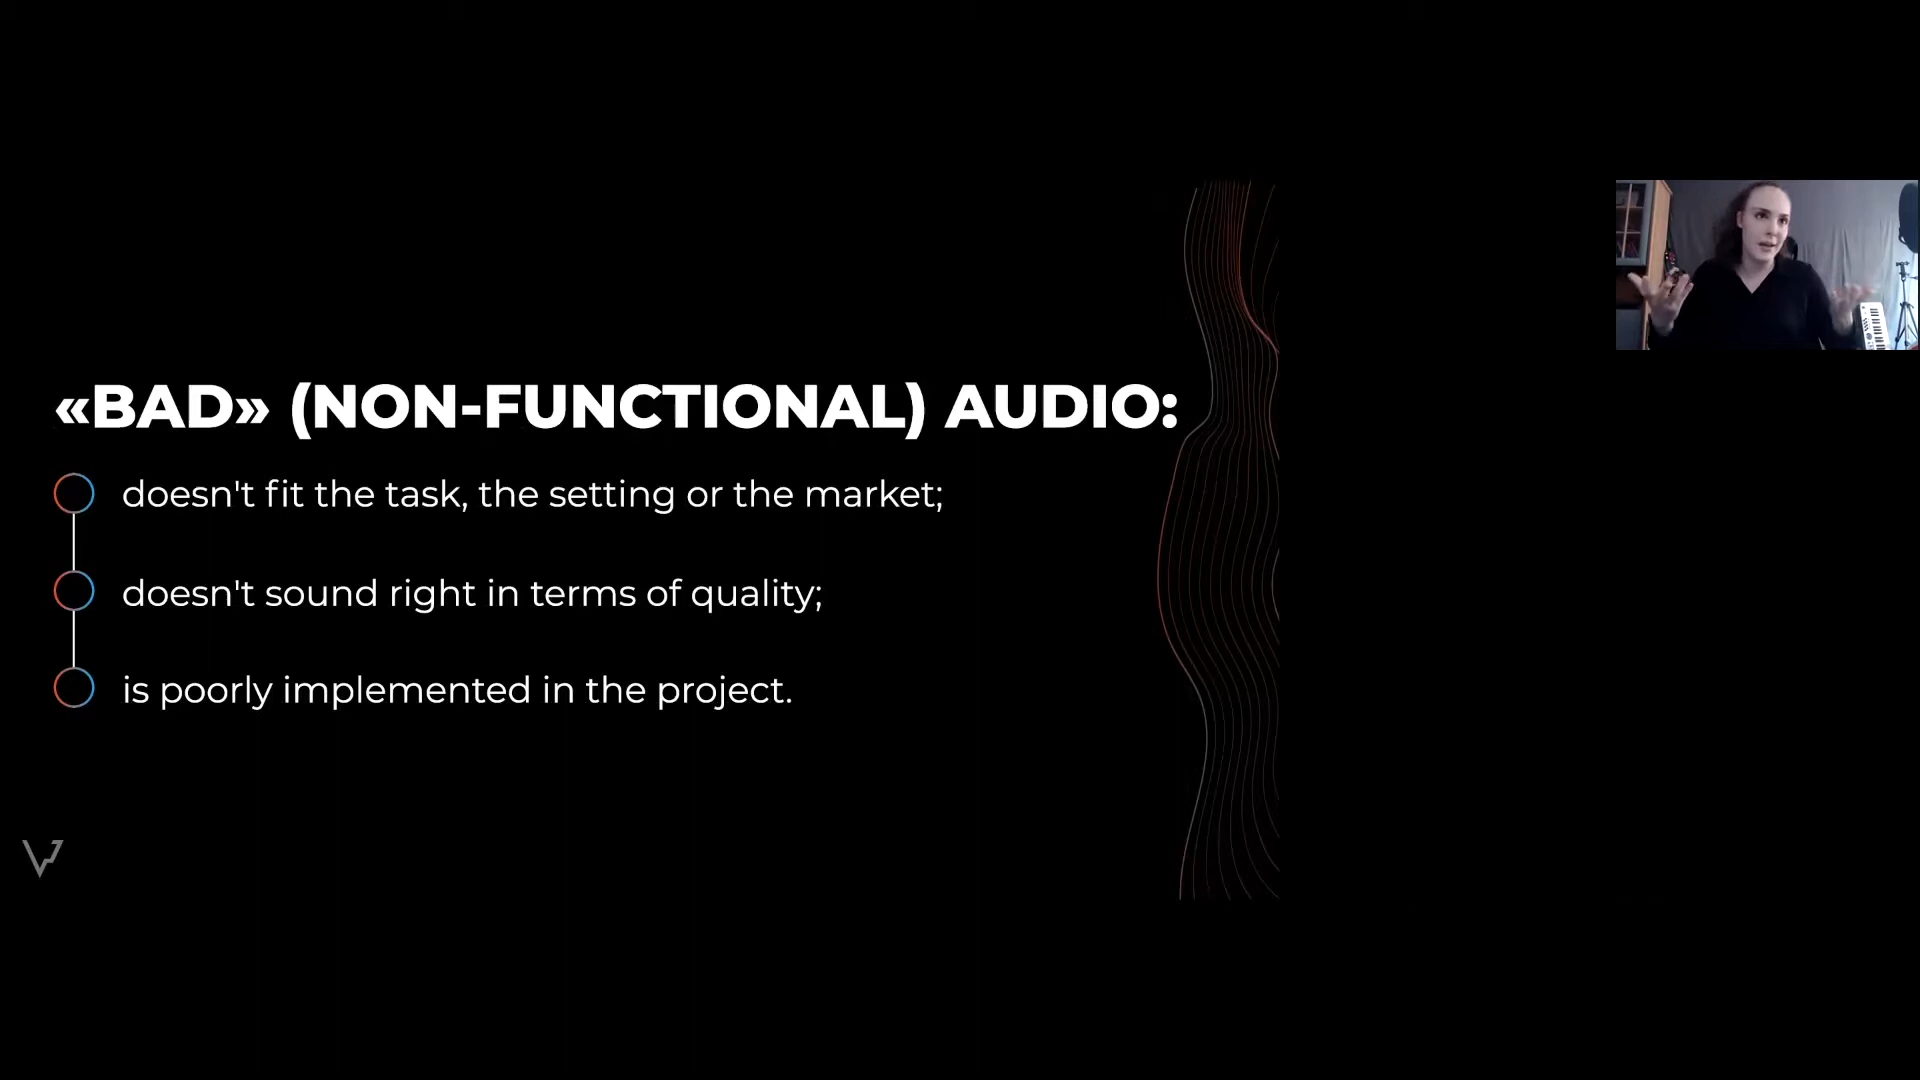 «BAD» (NON-FUNCTIONAL) AUDIO:
doesn't fit the task, the setting or the market;
doesn't sound right in terms of quality;
is poorly implemented in the project.